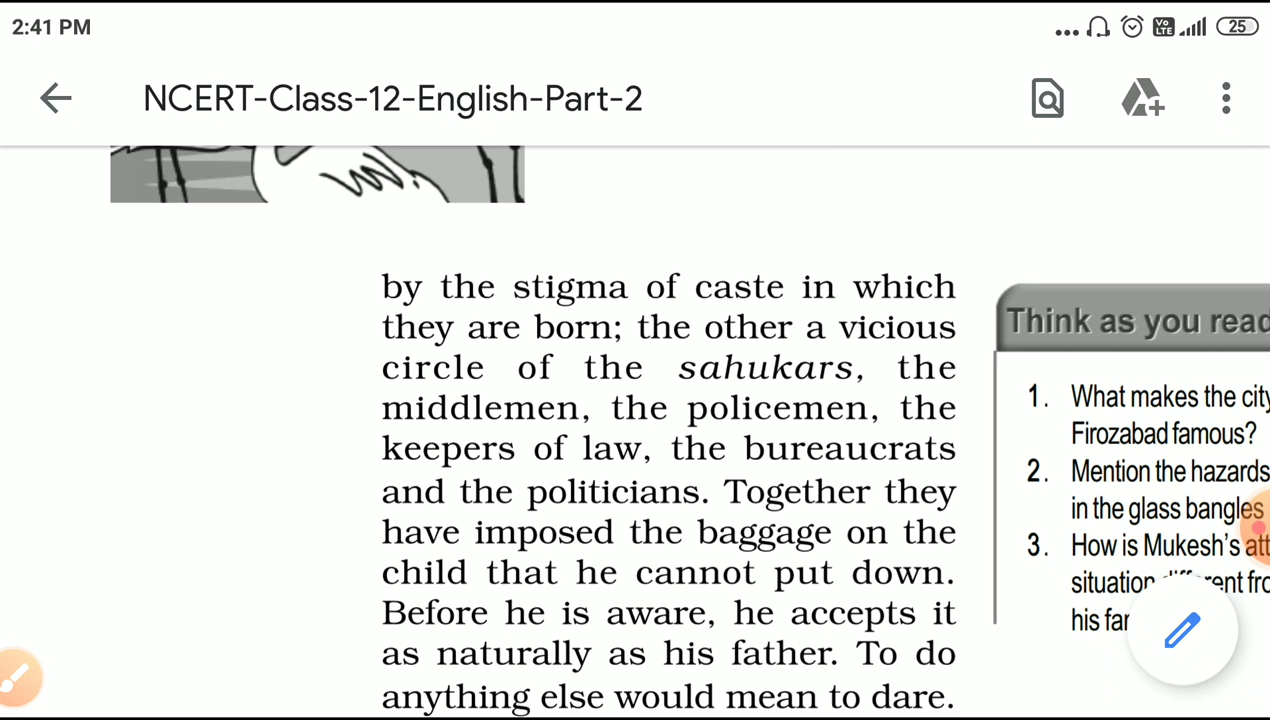 2:41 PM
Vo LTE
25
NCERT-Class-12-English-Part-2
by the stigma of caste in which
they are born; the other a vicious
circle of the sahukars, the
middlemen, the policemen, the
keepers of law, the bureaucrats
and the politicians. Together they
have imposed the baggage on the
child that he cannot put down.
Before he is aware, he accepts it
as naturally as his father. To do
anything else would mean to dare.
Think as you read
1. What makes the city
Firozabad famous?
2. Mention the hazards
in the glass bangles
3. How is Mukesh's
situation
his